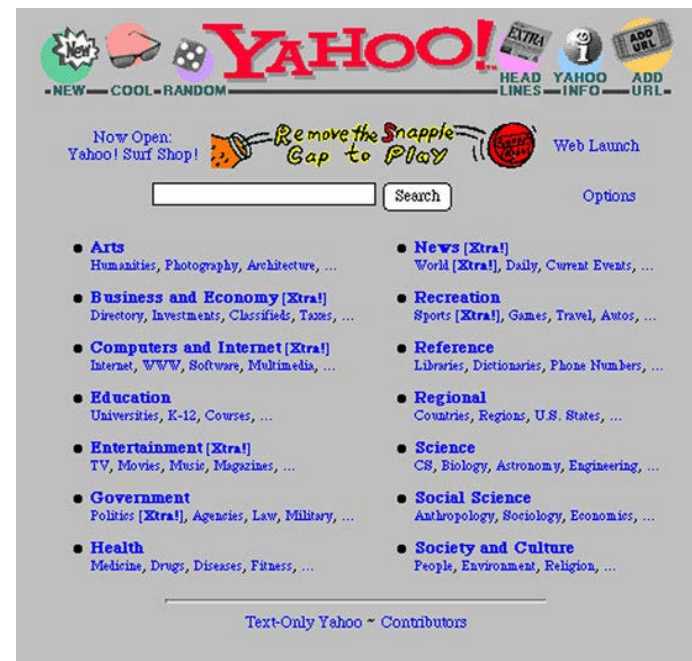 New
YAHOO!
EXTRA
i
ADD URL
NEW COOL RANDOM
HEAD LINES
YAHOO INFO
ADD URL
Now Open:
Yahoo! Surf Shop!
Remove the Snapple
Cap to Play
Web Launch
Search
Options
Arts
Humanities, Photography, Architecture, ...
Business and Economy [Xtra!]
Directory, Investments, Classifieds, Taxes, ...
Computers and Internet [Xtra!]
Internet, WWW, Software, Multimedia, ...
Education
Universities, K-12, Courses, ...
Entertainment [Xtra!]
TV, Movies, Music, Magazines, ...
Government
Politics [Xtra!], Agencies, Law, Military, ...
Health
Medicine, Drugs, Diseases, Fitness, ...
News [Xtra!]
World [Xtra!], Daily, Current Events, ...
Recreation
Sports [Xtra!], Games, Travel, Autos, ...
Reference
Libraries, Dictionaries, Phone Numbers, ...
Regional
Countries, Regions, U.S. States, ...
Science
CS, Biology, Astronomy, Engineering, ...
Social Science
Anthropology, Sociology, Economics, ...
Society and Culture
People, Environment, Religion, ...
Text-Only Yahoo ~ Contributors